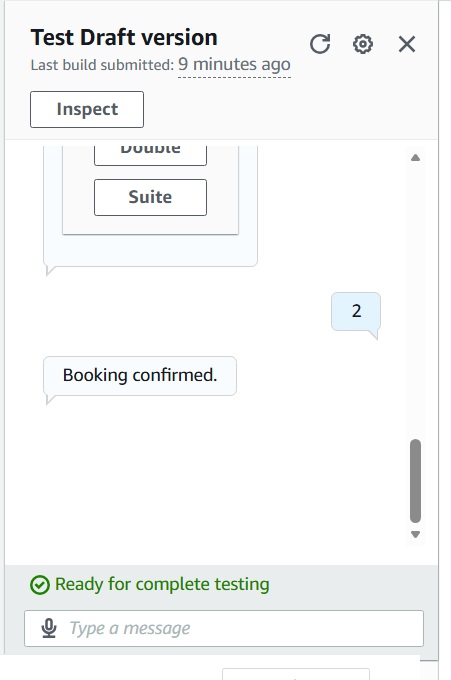 Test Draft version
Last build submitted: 9 minutes ago
Inspect
Double
Suite
2
Booking confirmed.
Ready for complete testing
Type a message